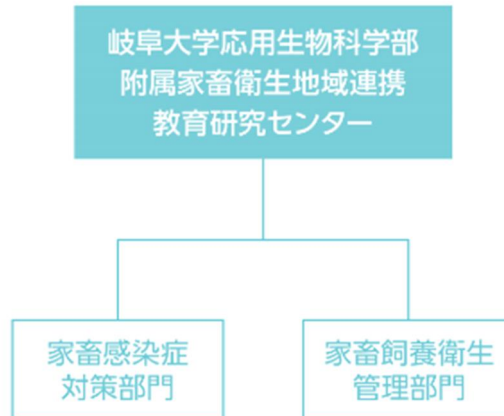 岐阜大学応用生物科学部
附属家畜衛生地域連携
教育研究センター
家畜感染症
対策部門
家畜飼養衛生
管理部門